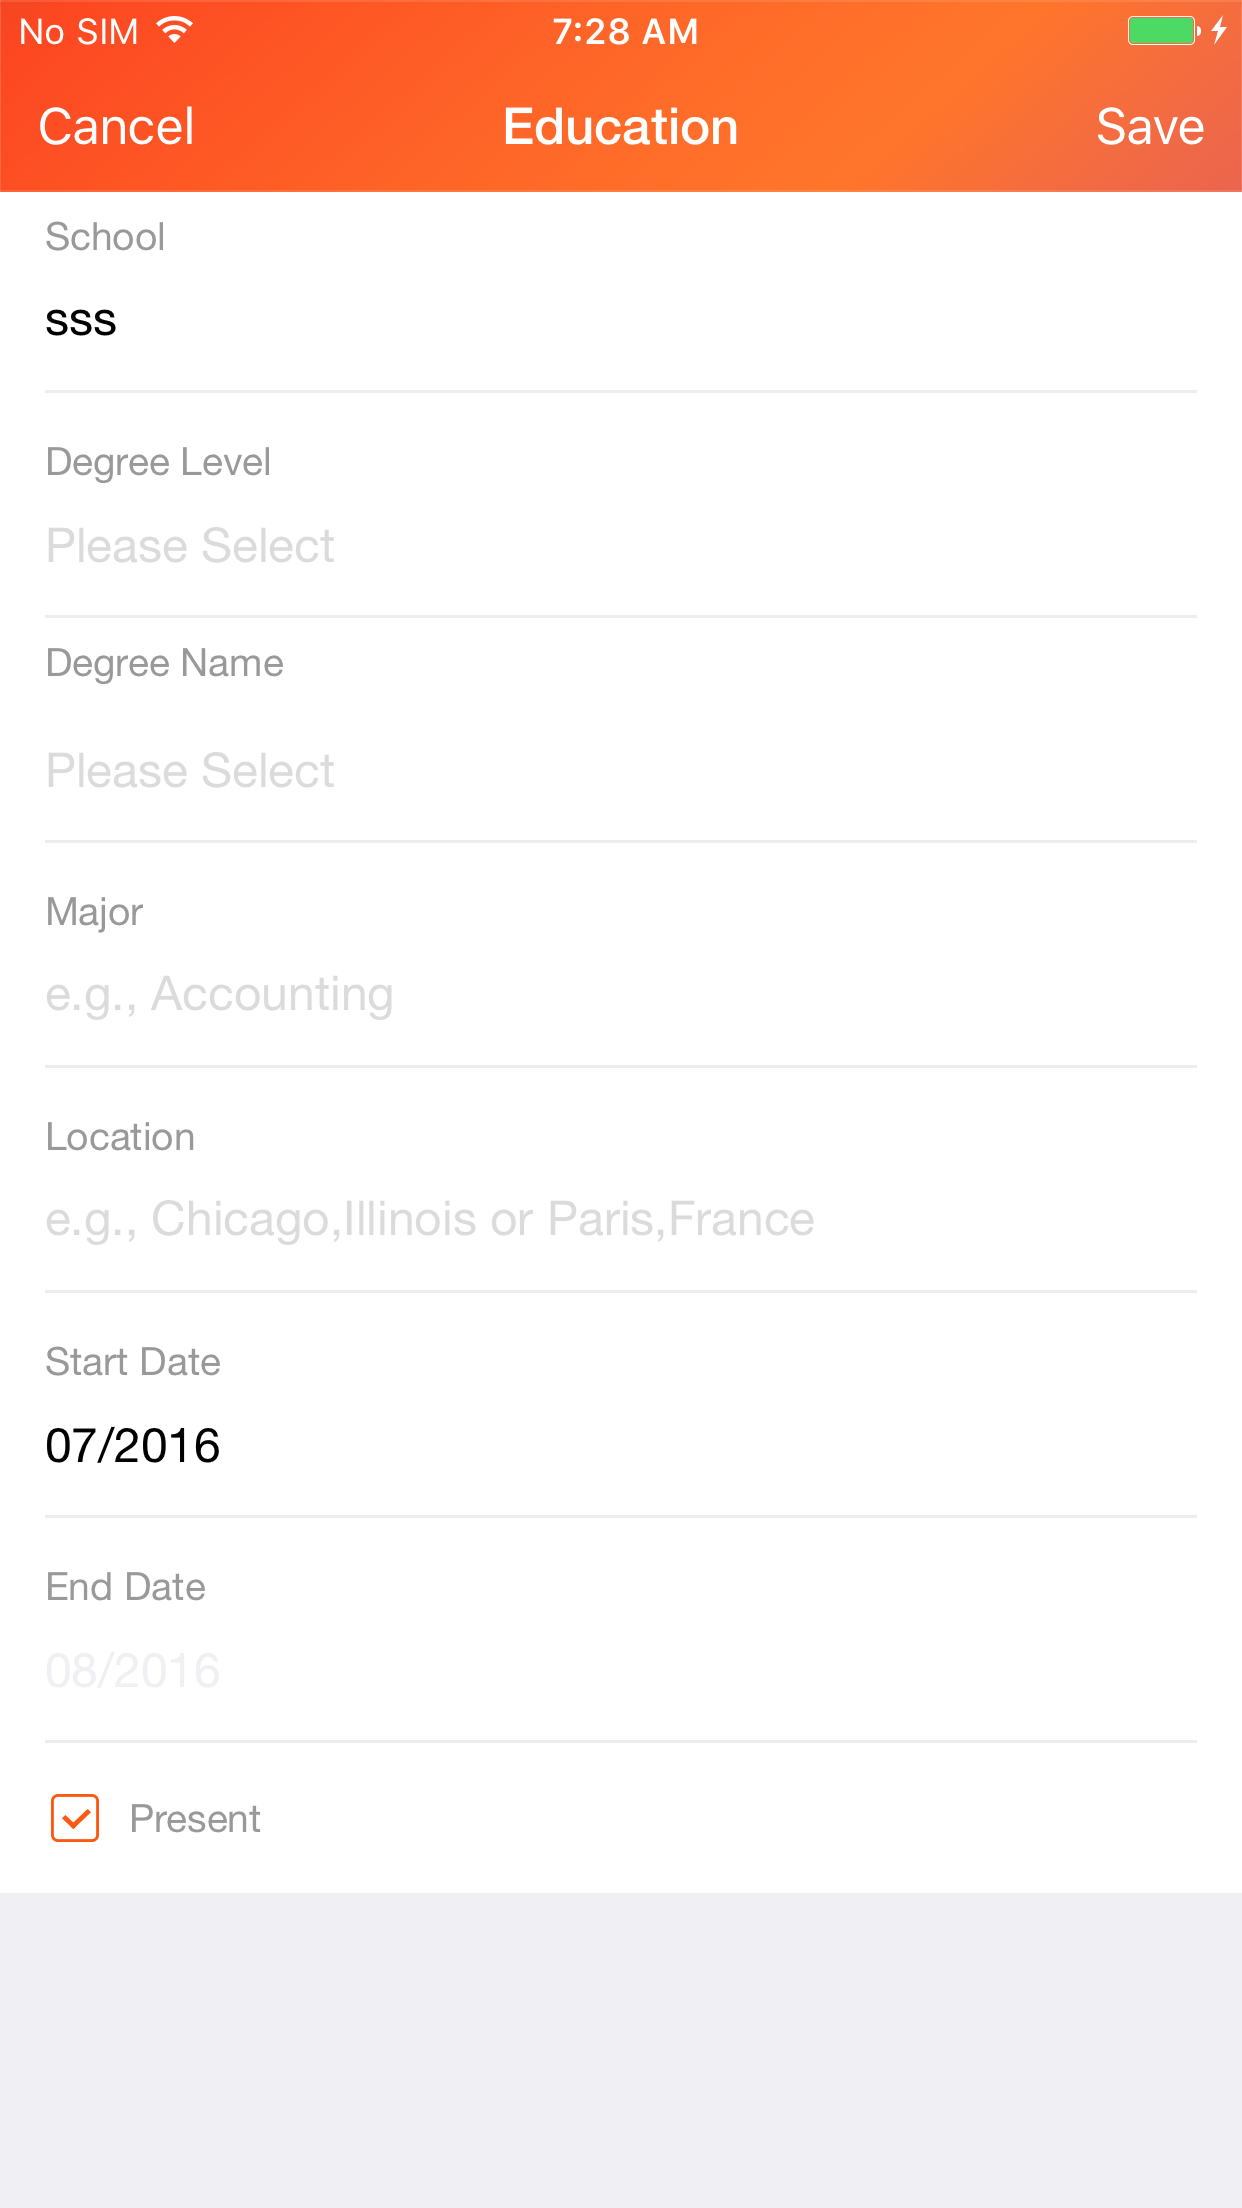 No SIM 7:28 AM
Cancel Education Save
School
sss
Degree Level
Please Select
Degree Name
Please Select
Major
e.g., Accounting
Location
e.g., Chicago,Illinois or Paris,France
Start Date
07/2016
End Date
08/2016
Present